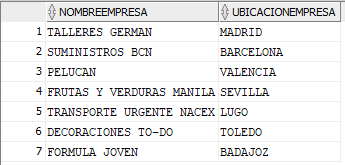 NOMBREEMPRESA UBICACIONEMPRESA
1 TALLERES GERMAN MADRID
2 SUMINISTROS BCN BARCELONA
3 PELUCAN VALENCIA
4 FRUTAS Y VERDURAS MANILA SEVILLA
5 TRANSPORTE URGENTE NACEX LUGO
6 DECORACIONES TO-DO TOLEDO
7 FORMULA JOVEN BADAJOZ